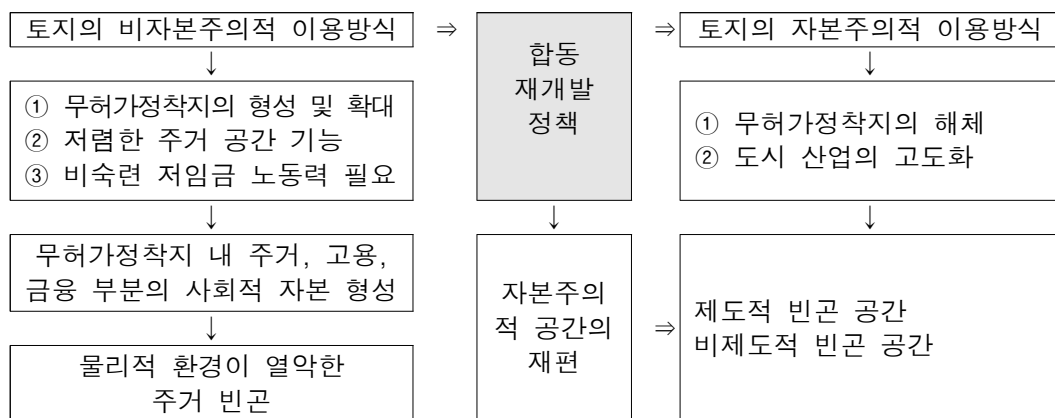 토지의 비자본주의적 이용방식
⇒
합동
재개발
정책
⇒
토지의 자본주의적 이용방식
↓
① 무허가정착지의 형성 및 확대
② 저렴한 주거 공간 기능
③ 비숙련 저임금 노동력 필요
↓
① 무허가정착지의 해체
② 도시 산업의 고도화
↓
↓
↓
무허가정착지 내 주거, 고용,
금융 부분의 사회적 자본 형성
↓
물리적 환경이 열악한
주거 빈곤
자본주의
적 공간의
재편
⇒
제도적 빈곤 공간
비제도적 빈곤 공간